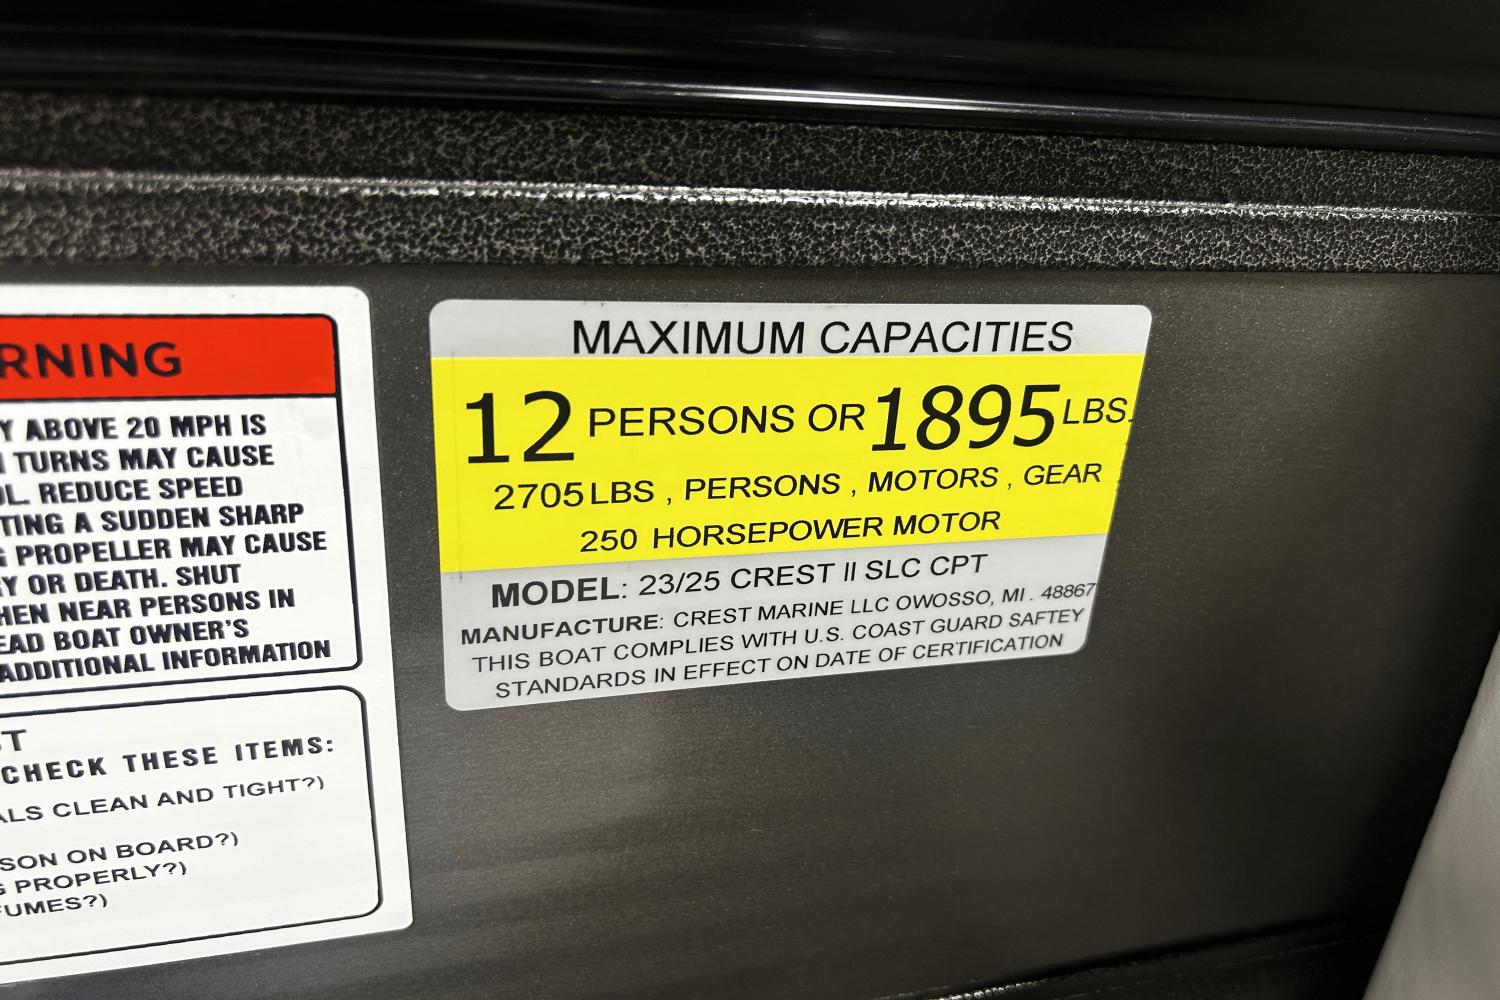 RNING
Y ABOVE 20 MPH IS
TURNS MAY CAUSE
OL. REDUCE SPEED
TING A SUDDEN SHARP
G PROPELLER MAY CAUSE
RY OR DEATH. SHUT
HEN NEAR PERSONS IN
EAD BOAT OWNER'S
ADDITIONAL INFORMATION
ST
CHECK THESE ITEMS:
ALS CLEAN AND TIGHT?)
SON ON BOARD?)
G PROPERLY?)
FUMES?)
MAXIMUM CAPACITIES
12 PERSONS OR 1895 LBS.
2705 LBS , PERSONS , MOTORS , GEAR
250 HORSEPOWER MOTOR
MODEL: 23/25 CREST II SLC CPT
MANUFACTURE: CREST MARINE LLC OWOSSO, MI . 48867
THIS BOAT COMPLIES WITH U.S. COAST GUARD SAFTEY
STANDARDS IN EFFECT ON DATE OF CERTIFICATION